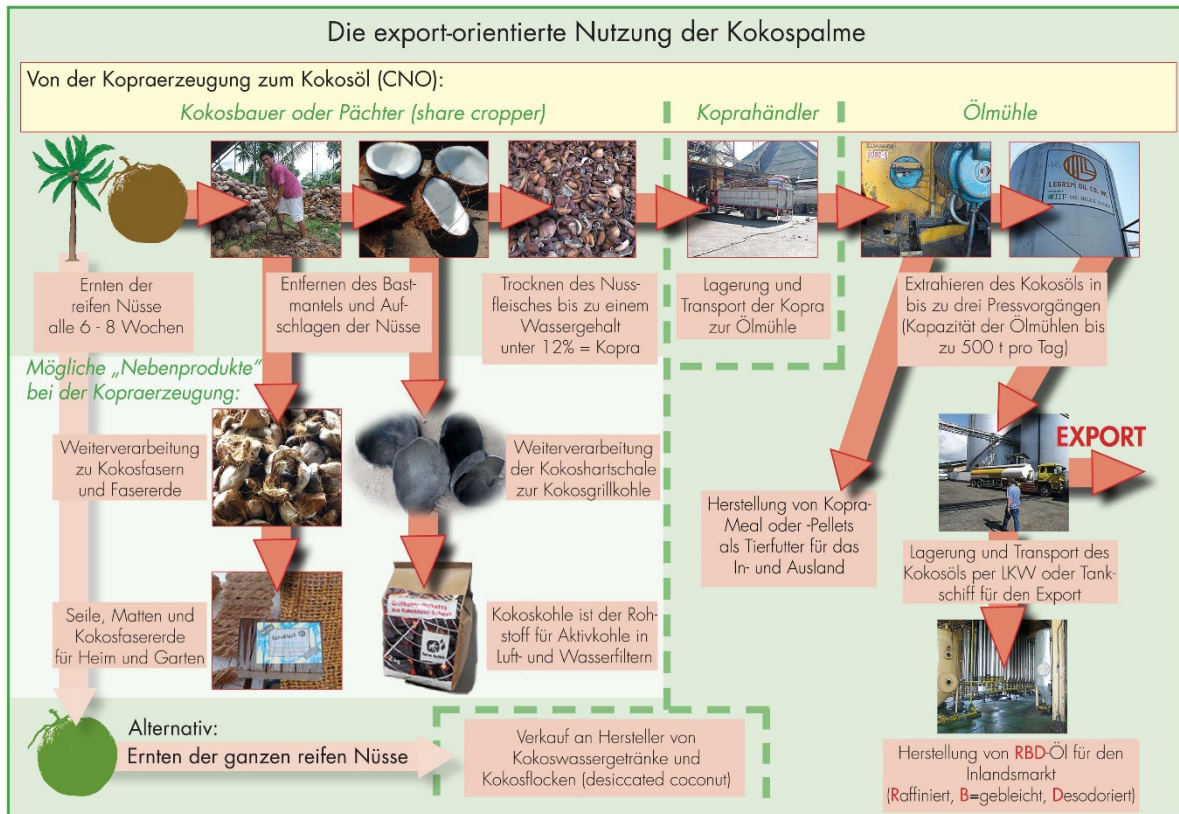 Die export-orientierte Nutzung der Kokospalme
Von der Kopraerzeugung zum Kokosöl (CNO):
Kokosbauer oder Pächter (share cropper)
Koprahändler
Ölmühle
LEGASPI OIL CO.
Ernten der
reifen Nüsse
alle 6 - 8 Wochen
Entfernen des Bast-
mantels und Auf-
schlagen der Nüsse
Trocknen des Nuss-
fleisches bis zu einem
Wassergehalt
unter 12% = Kopra
Lagerung und
Transport der Kopra
zur Ölmühle
Extrahieren des Kokosöls in
bis zu drei Pressvorgängen
(Kapazität der Ölmühlen bis
zu 500 t pro Tag)
Mögliche „Nebenprodukte“
bei der Kopraerzeugung:
Weiterverarbeitung
zu Kokosfasern
und Fasererde
Weiterverarbeitung
der Kokoshartschale
zur Kokosgrillkohle
Herstellung von Kopra-
Meal oder -Pellets
als Tierfutter für das
In- und Ausland
EXPORT
Lagerung und Transport des
Kokosöls per LKW oder Tank-
schiff für den Export
Seile, Matten und
Kokosfasererde
für Heim und Garten
Kokoskohle ist der Roh-
stoff für Aktivkohle in
Luft- und Wasserfiltern
Alternativ:
Ernten der ganzen reifen Nüsse
Verkauf an Hersteller von
Kokoswassergetränke und
Kokosflocken (desiccated coconut)
Herstellung von RBD-Öl für den
Inlandsmarkt
(Raffiniert, B=gebleicht, Desodoriert)